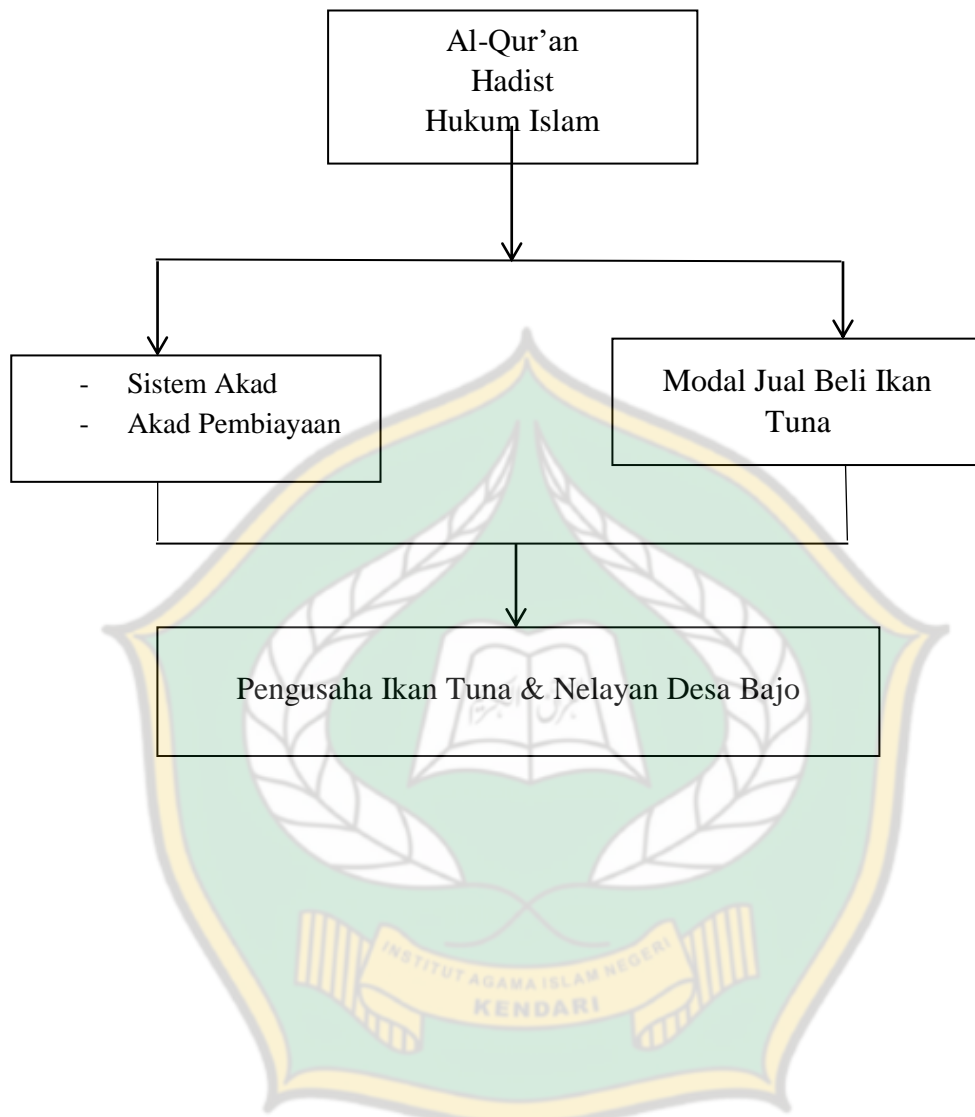 Al-Qur’an
Hadist
Hukum Islam
- Sistem Akad
- Akad Pembiayaan
Modal Jual Beli Ikan
Tuna
Pengusaha Ikan Tuna & Nelayan Desa Bajo
INSTITUT AGAMA ISLAM NEGERI
KENDARI